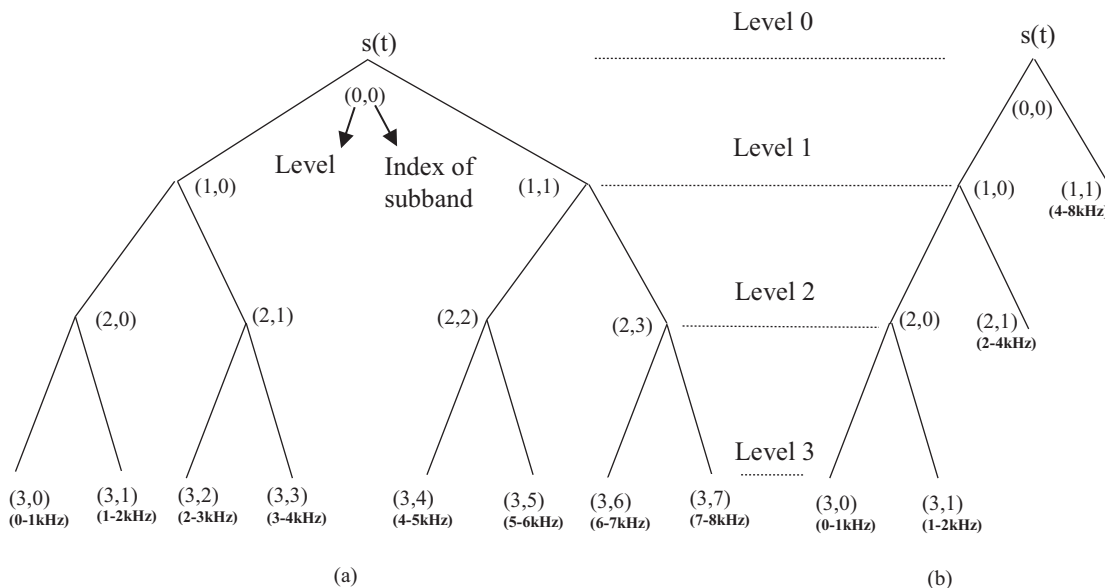 s(t)
Level 0
s(t)
(0,0)
(0,0)
Level
Index of
subband
Level 1
(1,0)
(1,1)
(1,0)
(1,1)
(4-8kHz)
Level 2
(2,0)
(2,1)
(2,2)
(2,3)
(2,0)
(2,1)
(2-4kHz)
Level 3
(3,0)
(3,1)
(3,2)
(3,3)
(3,4)
(3,5)
(3,6)
(3,7)
(3,0)
(3,1)
(0-1kHz)
(1-2kHz)
(2-3kHz)
(3-4kHz)
(4-5kHz)
(5-6kHz)
(6-7kHz)
(7-8kHz)
(0-1kHz)
(1-2kHz)
(a)
(b)